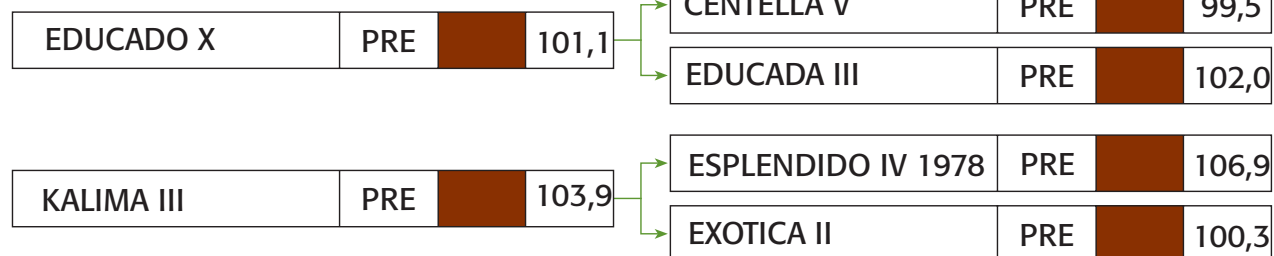 CENTELLA V PRE 99,5
EDUCADO X PRE 101,1
EDUCADA III PRE 102,0
ESPLENDIDO IV 1978 PRE 106,9
KALIMA III PRE 103,9
EXOTICA II PRE 100,3